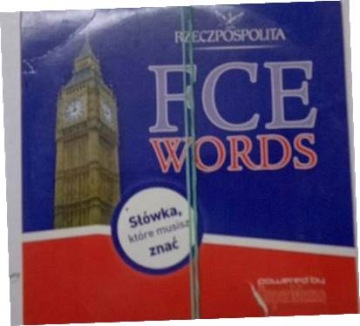 RZECZPOSPOLITA
FCE
WORDS
Słówka,
które musisz
znać
powered by